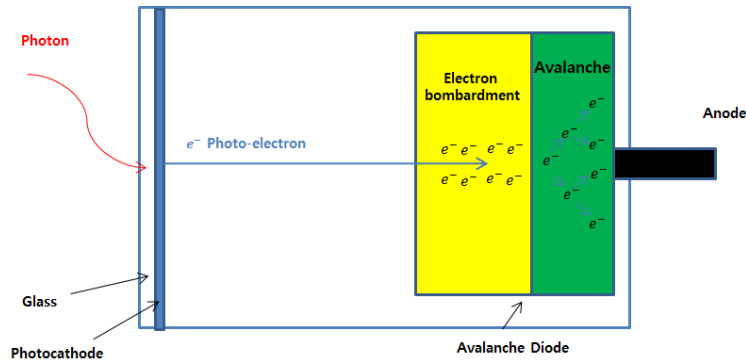 Photon
Electron
bombardment
Avalanche
Anode
e⁻ Photo-electron
e⁻ e⁻ e⁻ e⁻
e⁻ e⁻ e⁻ e⁻
e⁻
e⁻
e⁻
e⁻
e⁻
e⁻
e⁻
Glass
Photocathode
Avalanche Diode